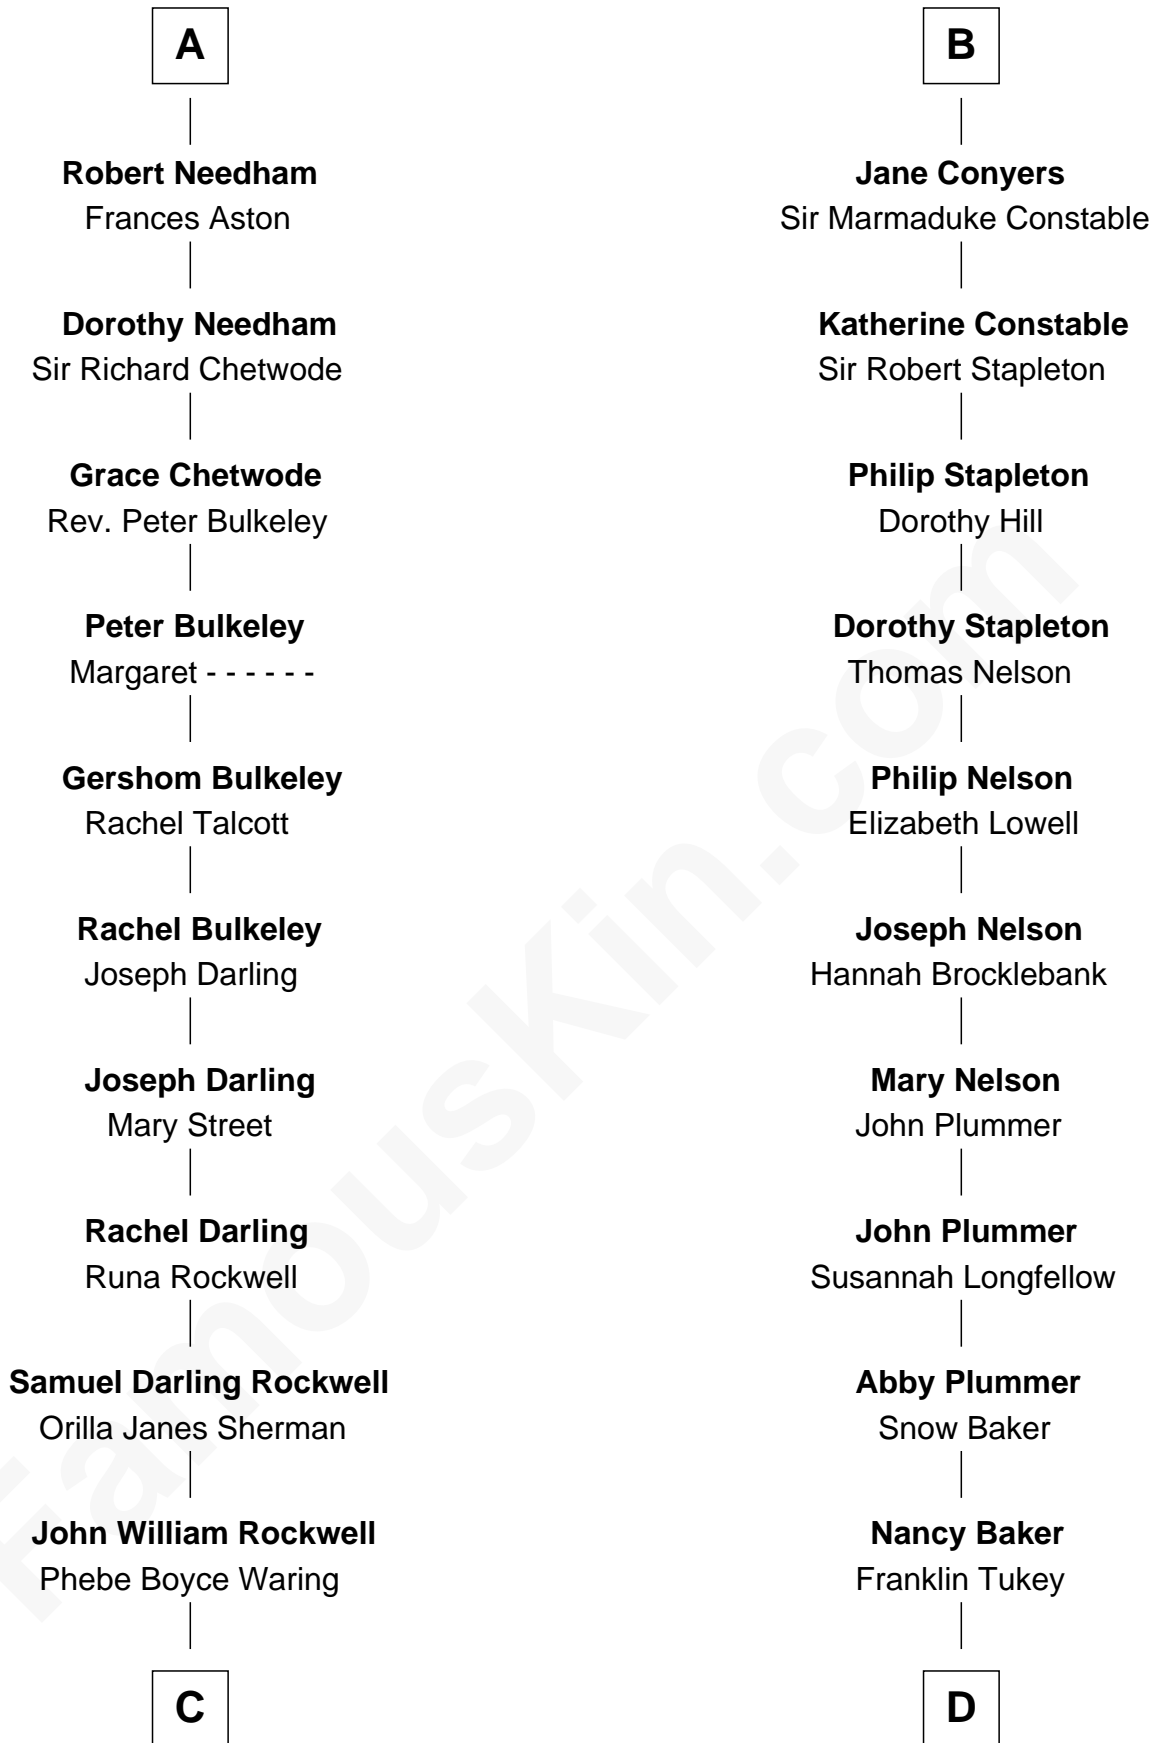 A
Robert Needham
Frances Aston
Dorothy Needham
Sir Richard Chetwode
Grace Chetwode
Rev. Peter Bulkeley
Peter Bulkeley
Margaret - - - - - -
Gershom Bulkeley
Rachel Talcott
Rachel Bulkeley
Joseph Darling
Joseph Darling
Mary Street
Rachel Darling
Runa Rockwell
Samuel Darling Rockwell
Orilla Janes Sherman
John William Rockwell
Phebe Boyce Waring
C
B
Jane Conyers
Sir Marmaduke Constable
Katherine Constable
Sir Robert Stapleton
Philip Stapleton
Dorothy Hill
Dorothy Stapleton
Thomas Nelson
Philip Nelson
Elizabeth Lowell
Joseph Nelson
Hannah Brocklebank
Mary Nelson
John Plummer
John Plummer
Susannah Longfellow
Abby Plummer
Snow Baker
Nancy Baker
Franklin Tukey
D
FamousKin.com